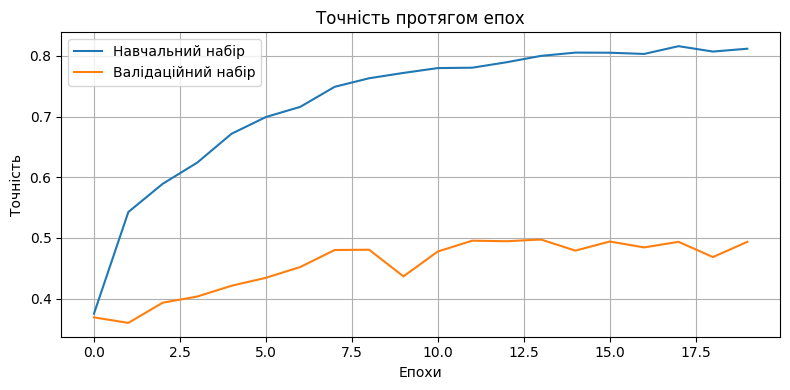 Точність протягом епох
Навчальний набір
Валідаційний набір
Точність
0.8
0.7
0.6
0.5
0.4
0.0 2.5 5.0 7.5 10.0 12.5 15.0 17.5
Епохи